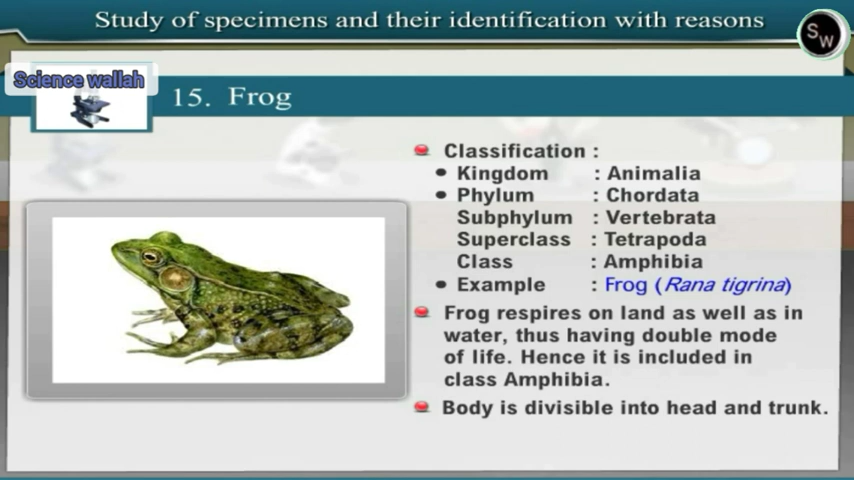 Study of specimens and their identification with reasons
SW
Science wallah
15. Frog
Classification :
Kingdom : Animalia
Phylum : Chordata
Subphylum : Vertebrata
Superclass : Tetrapoda
Class : Amphibia
Example : Frog (Rana tigrina)
Frog respires on land as well as in
water, thus having double mode
of life. Hence it is included in
class Amphibia.
Body is divisible into head and trunk.